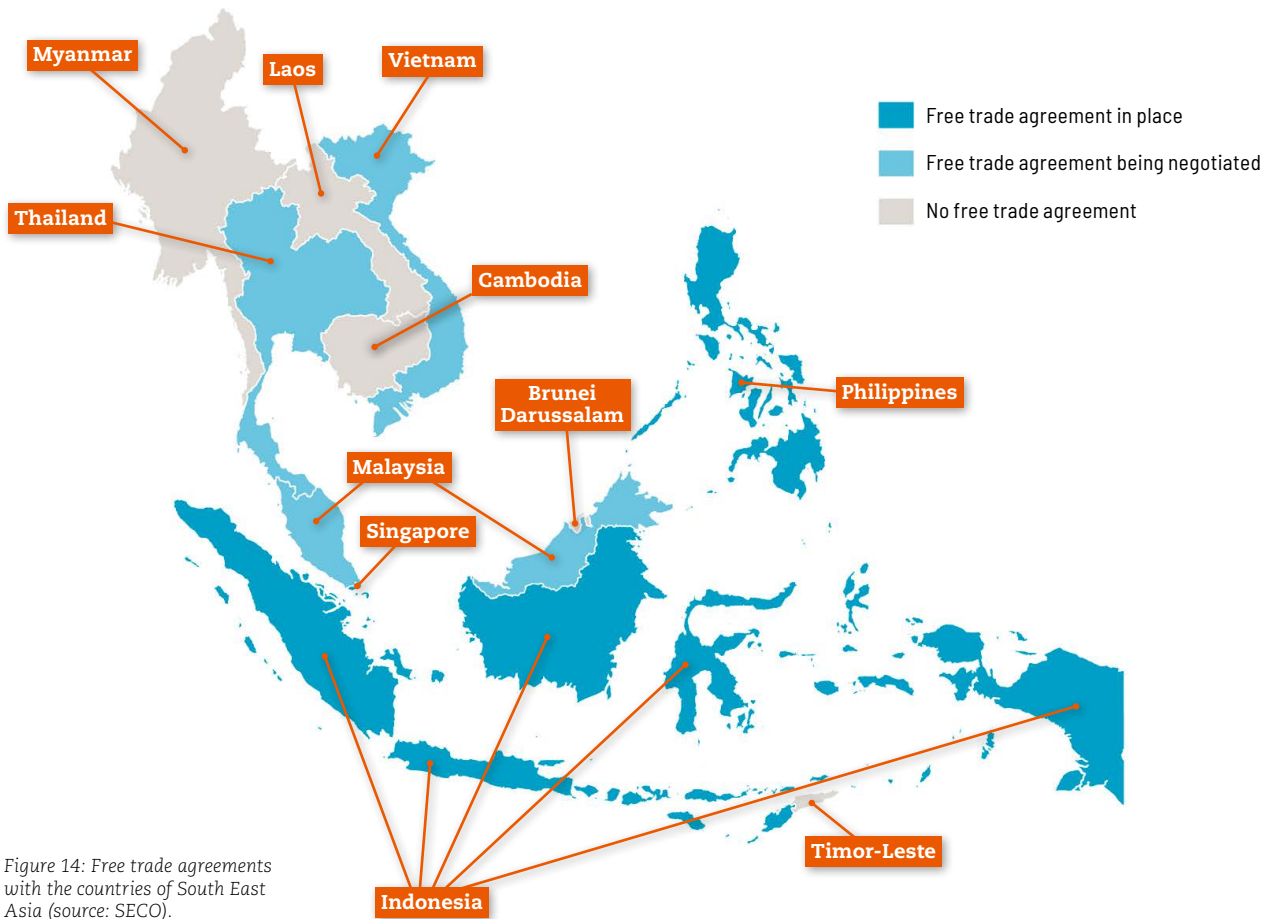 Myanmar
Laos
Vietnam
Free trade agreement in place
Free trade agreement being negotiated
No free trade agreement
Thailand
Cambodia
Brunei
Darussalam
Philippines
Malaysia
Singapore
Timor-Leste
Indonesia
Figure 14: Free trade agreements
with the countries of South East
Asia (source: SECO).